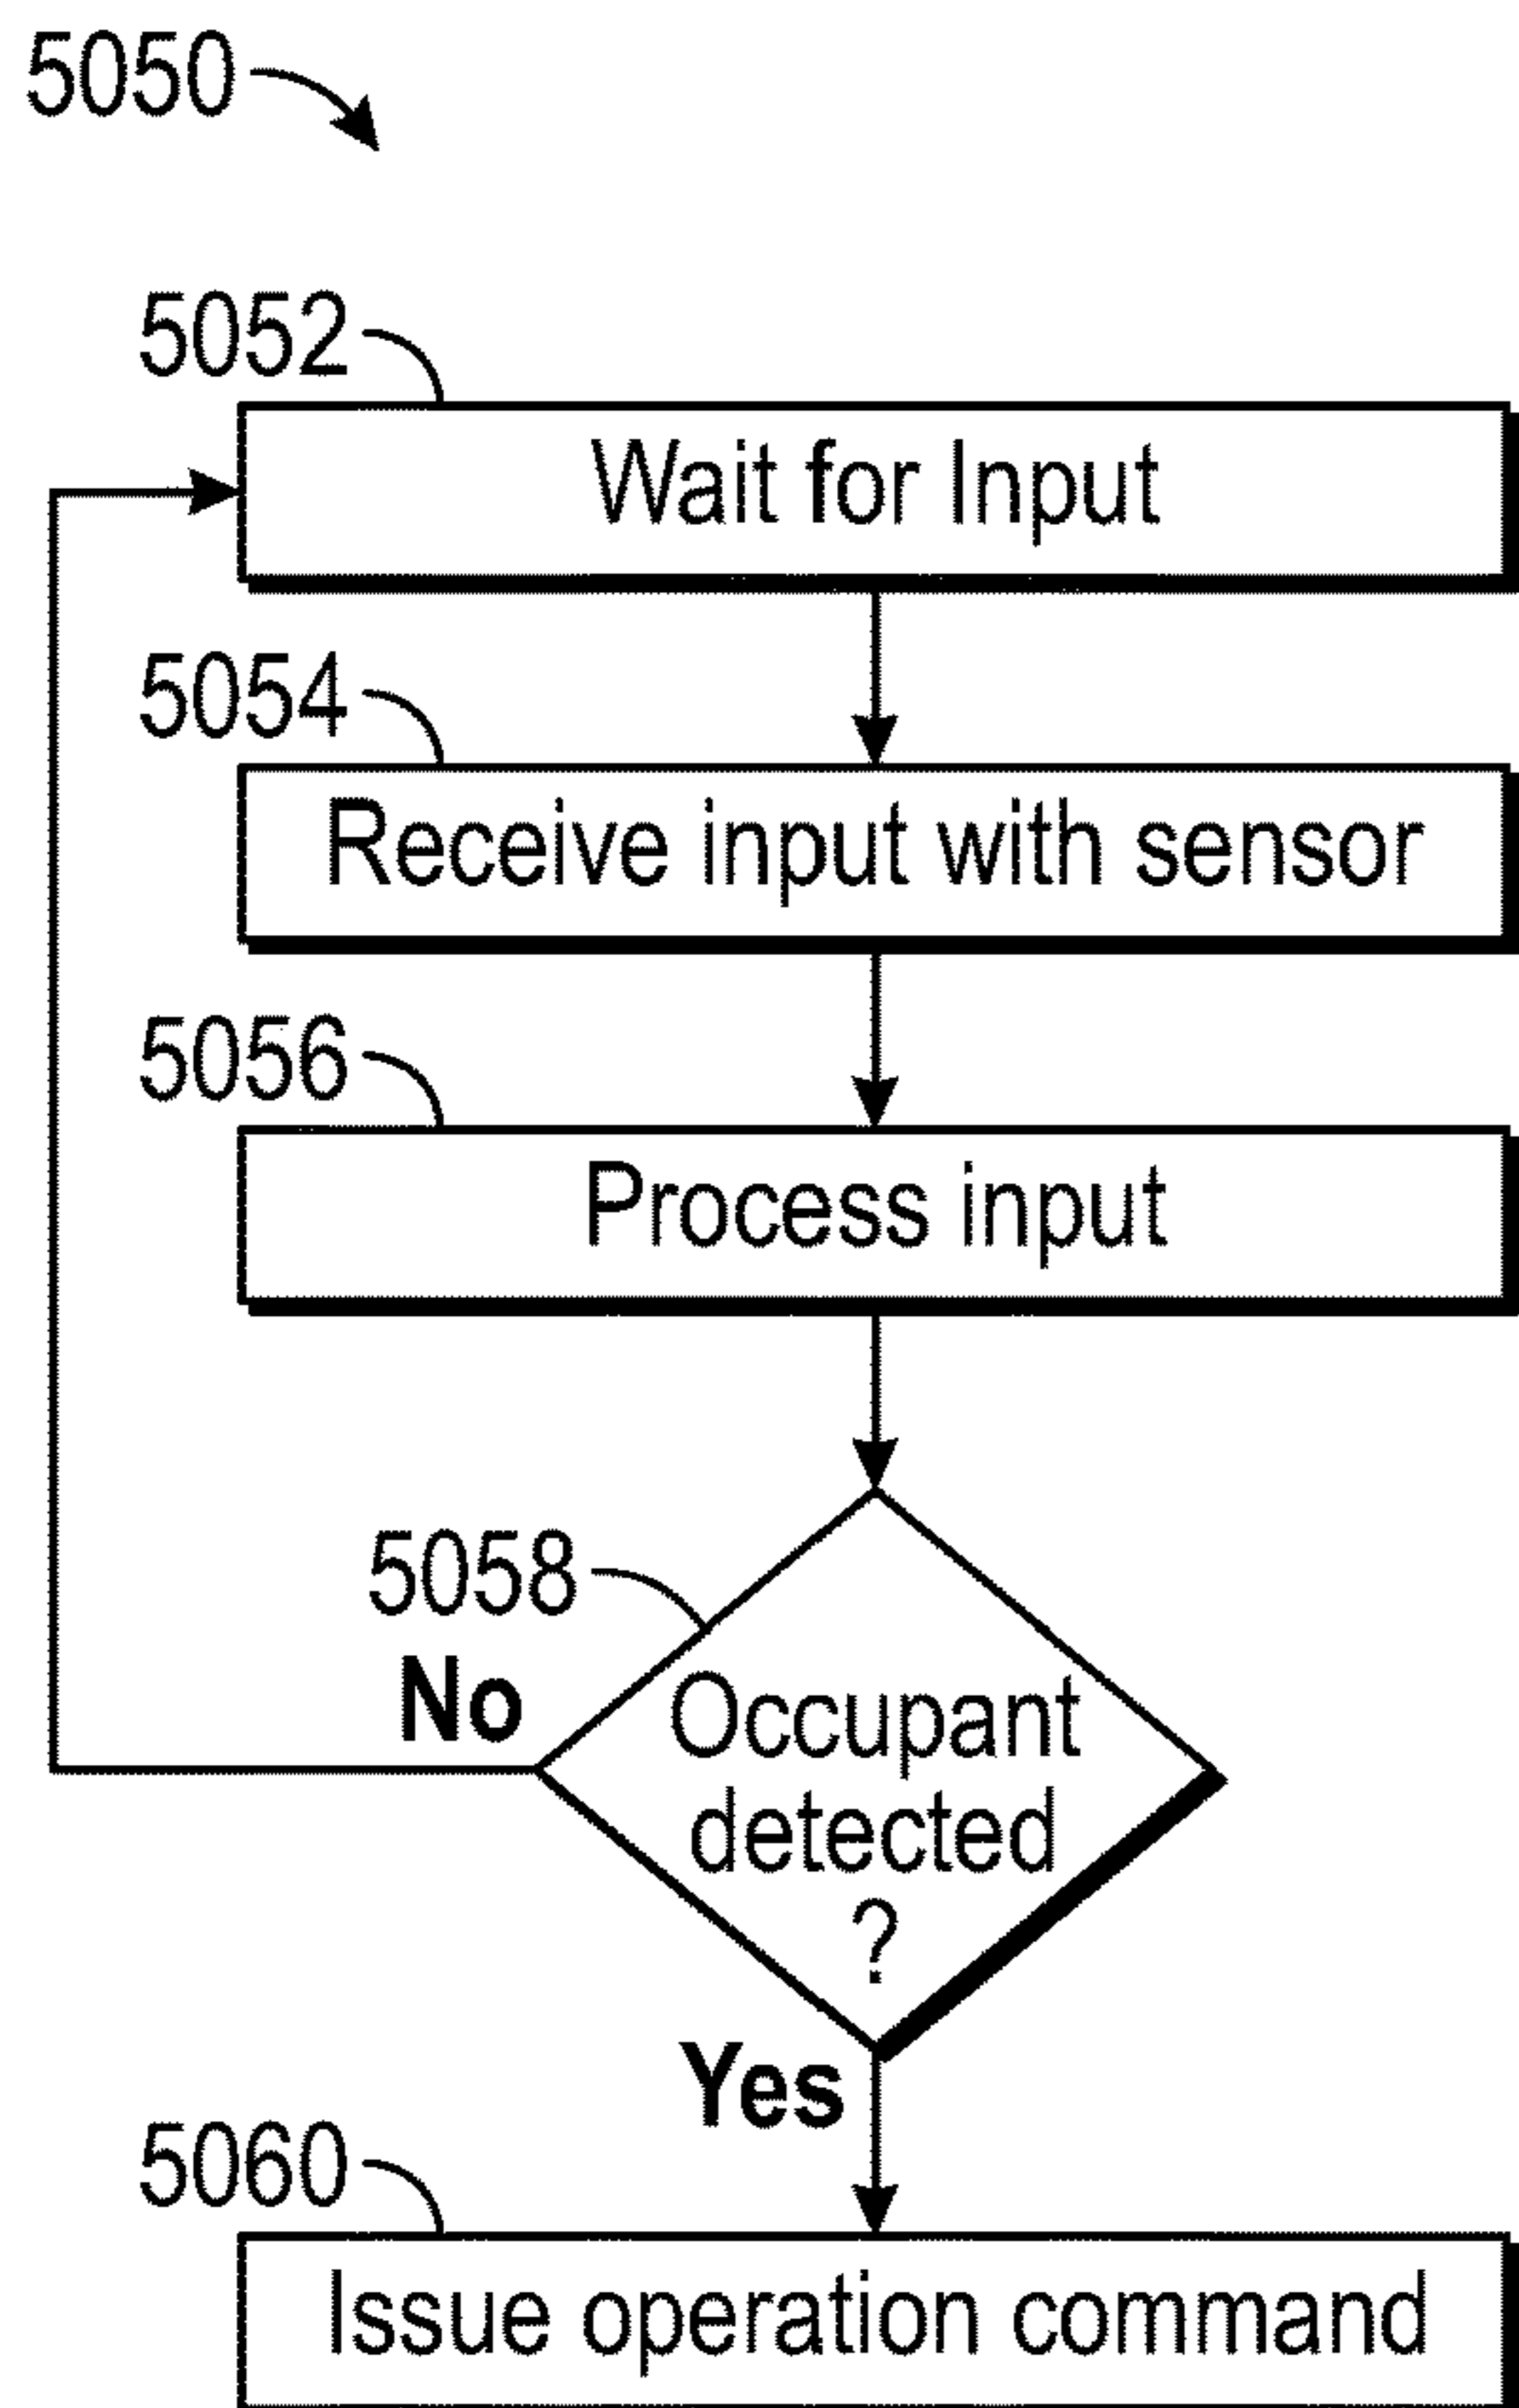 5050
5052
Wait for Input
5054
Receive input with sensor
5056
Process input
5058
No
Occupant
detected
?
Yes
5060
Issue operation command